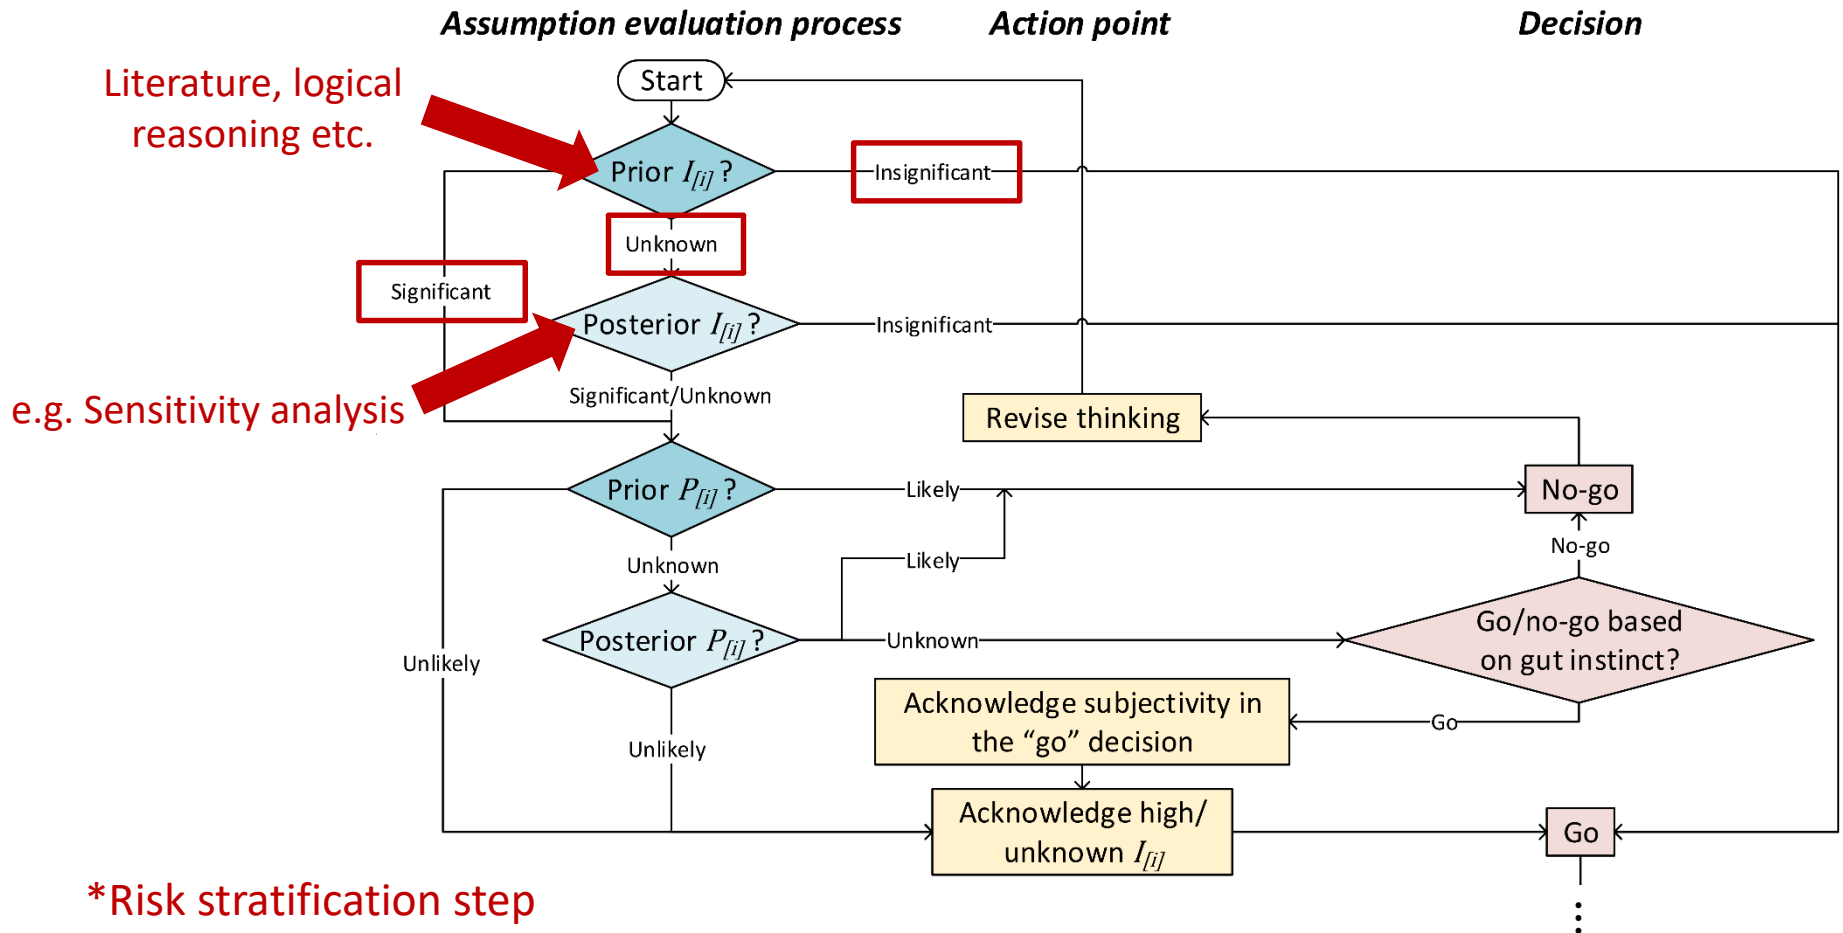 Assumption evaluation process
Action point
Decision
Literature, logical
reasoning etc.
Start
Prior I[i] ?
Insignificant
Unknown
Significant
Posterior I[i] ?
Insignificant
e.g. Sensitivity analysis
Significant/Unknown
Revise thinking
Prior P[i] ?
Likely
No-go
No-go
Unknown
Likely
Posterior P[i] ?
Unknown
Go/no-go based
on gut instinct?
Unlikely
Acknowledge subjectivity in
the “go” decision
Go
Unlikely
Acknowledge high/
unknown I[i]
Go
*Risk stratification step